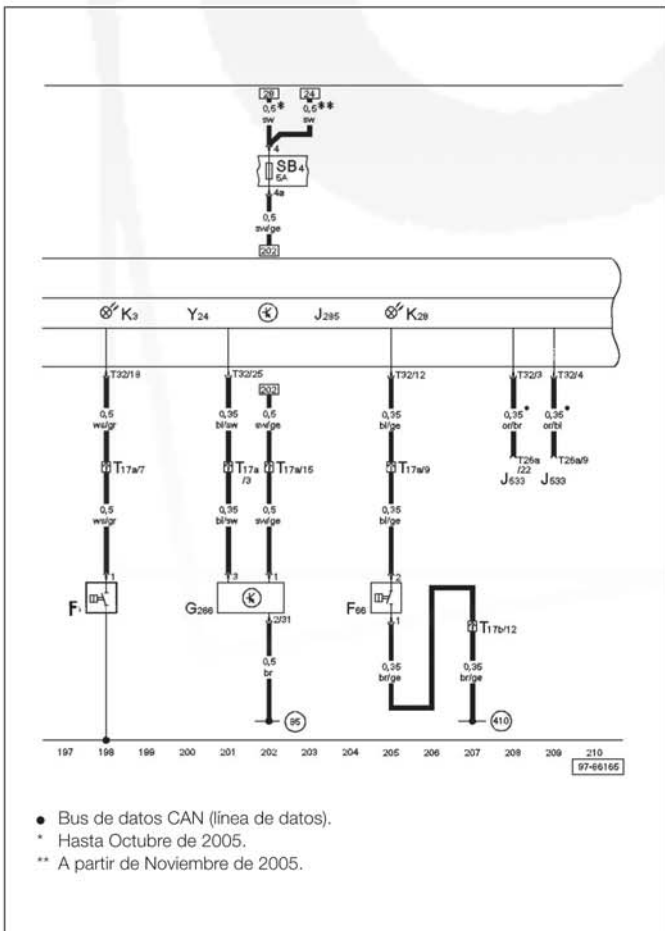 28 24
0,5 * 0,5 **
sw sw
4
SB4
5A
4a
0,5
sw/ge
202
K3 Y24 J285 K28
T32/18 T32/25 T32/12 T32/3 T32/4
202
0,5 0,35 0,5 0,35 0,35 • 0,35 •
ws/gr bl/sw sw/ge bl/ge or/br or/bl
T17a/7 T17a/3 T17a/15 T17a/9 T26a/22 T26a/9
J533 J533
0,5 0,35 0,5 0,35
ws/gr bl/sw sw/ge bl/ge
1 3 1 2
F1 G266 F66
2/31 1 T17b/12
0,5 0,35 0,35
br br/ge br/ge
85 410
197 198 199 200 201 202 203 204 205 206 207 208 209 210
97-66165
• Bus de datos CAN (línea de datos).
* Hasta Octubre de 2005.
** A partir de Noviembre de 2005.